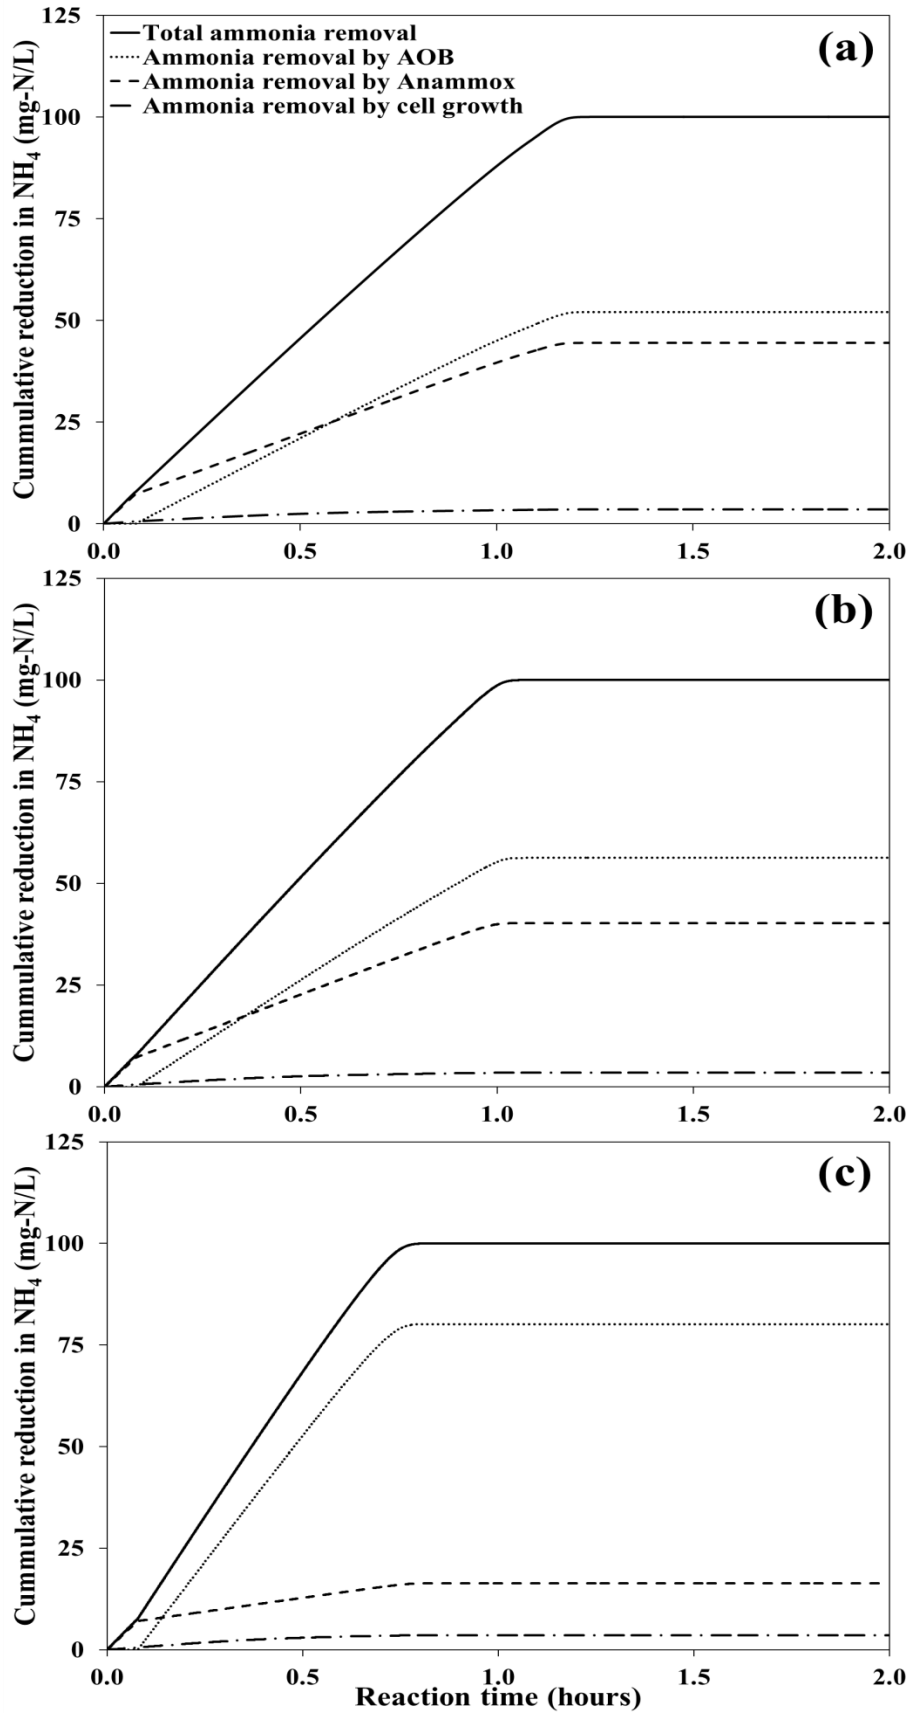 Cummulative reduction in NH4 (mg-N/L)
125
100
75
50
25
0
Total ammonia removal
Ammonia removal by AOB
Ammonia removal by Anammox
Ammonia removal by cell growth
(a)
0.0 0.5 1.0 1.5 2.0
Cummulative reduction in NH4 (mg-N/L)
125
100
75
50
25
0
(b)
0.0 0.5 1.0 1.5 2.0
Cummulative reduction in NH4 (mg-N/L)
125
100
75
50
25
0
(c)
0.0 0.5 1.0 1.5 2.0
Reaction time (hours)